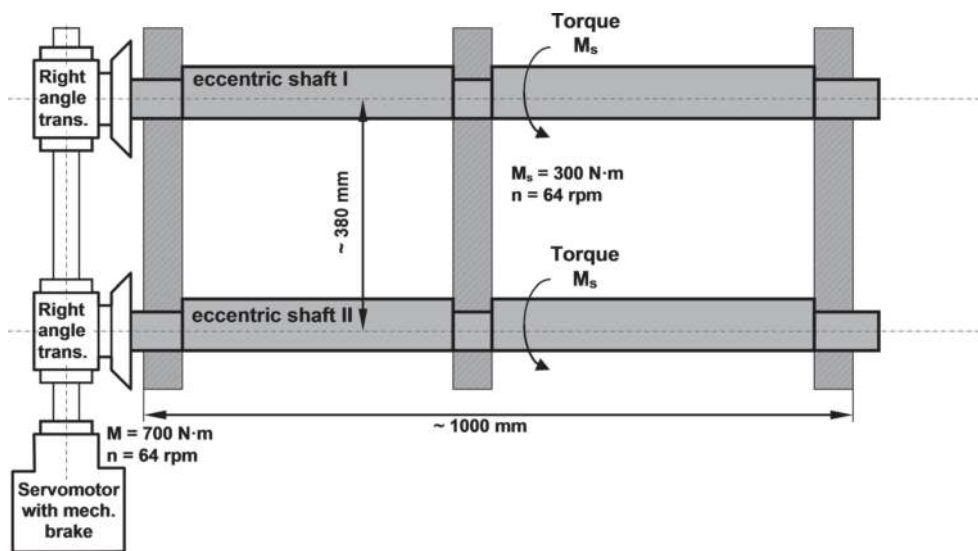 Torque
Mₛ
Right
angle
trans.
eccentric shaft I
~ 380 mm
Mₛ = 300 N·m
n = 64 rpm
Torque
Mₛ
Right
angle
trans.
eccentric shaft II
~ 1000 mm
M = 700 N·m
n = 64 rpm
Servomotor
with mech.
brake